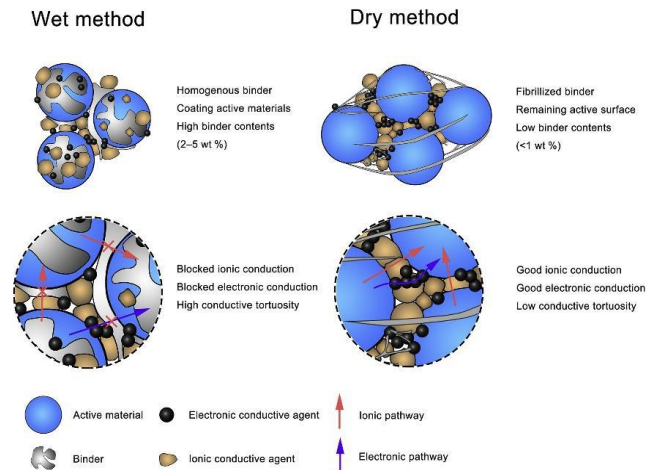 Wet method
Dry method
Homogenous binder
Coating active materials
High binder contents
(2–5 wt %)
Fibrillized binder
Remaining active surface
Low binder contents
(<1 wt %)
Blocked ionic conduction
Blocked electronic conduction
High conductive tortuosity
Good ionic conduction
Good electronic conduction
Low conductive tortuosity
Active material
Electronic conductive agent
Ionic pathway
Binder
Ionic conductive agent
Electronic pathway